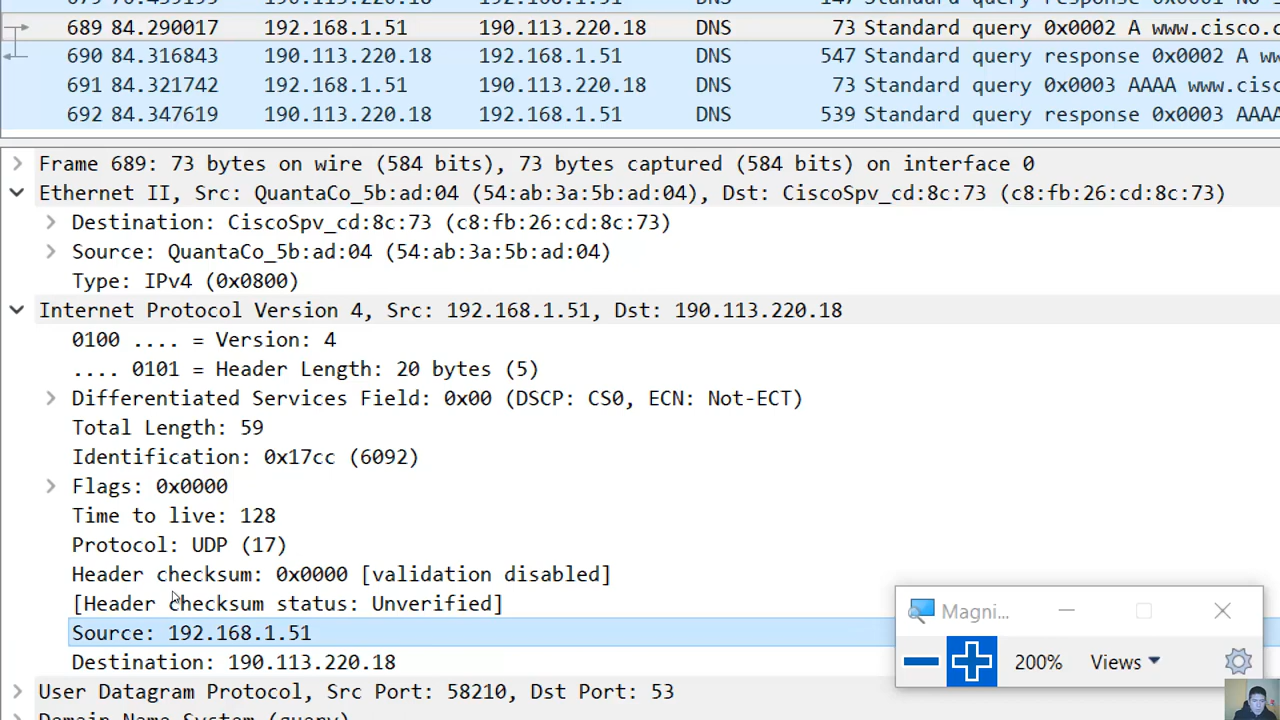 689 84.290017 192.168.1.51 190.113.220.18 DNS 73 Standard query 0x0002 A www.cisco.c
690 84.316843 190.113.220.18 192.168.1.51 DNS 547 Standard query response 0x0002 A ww
691 84.321742 192.168.1.51 190.113.220.18 DNS 73 Standard query 0x0003 AAAA www.cisc
692 84.347619 190.113.220.18 192.168.1.51 DNS 539 Standard query response 0x0003 AAAA
Frame 689: 73 bytes on wire (584 bits), 73 bytes captured (584 bits) on interface 0
Ethernet II, Src: QuantaCo_5b:ad:04 (54:ab:3a:5b:ad:04), Dst: CiscoSpv_cd:8c:73 (c8:fb:26:cd:8c:73)
Destination: CiscoSpv_cd:8c:73 (c8:fb:26:cd:8c:73)
Source: QuantaCo_5b:ad:04 (54:ab:3a:5b:ad:04)
Type: IPv4 (0x0800)
Internet Protocol Version 4, Src: 192.168.1.51, Dst: 190.113.220.18
0100 .... = Version: 4
.... 0101 = Header Length: 20 bytes (5)
Differentiated Services Field: 0x00 (DSCP: CS0, ECN: Not-ECT)
Total Length: 59
Identification: 0x17cc (6092)
Flags: 0x0000
Time to live: 128
Protocol: UDP (17)
Header checksum: 0x0000 [validation disabled]
[Header checksum status: Unverified]
Source: 192.168.1.51
Destination: 190.113.220.18
User Datagram Protocol, Src Port: 58210, Dst Port: 53
Domain Name System (query)
Magni...
200% Views